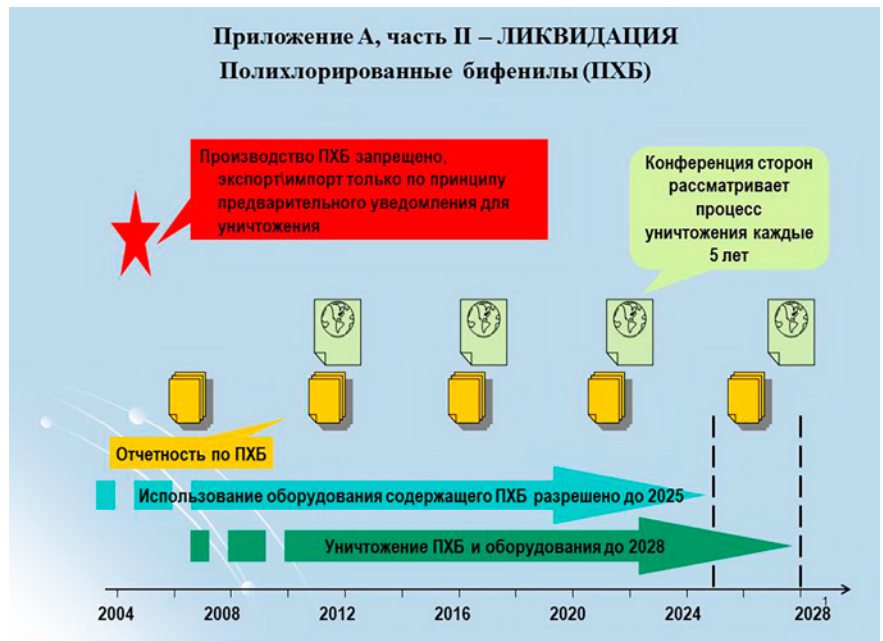 Приложение А, часть II – ЛИКВИДАЦИЯ
Полихлорированные бифенилы (ПХБ)
Производство ПХБ запрещено,
экспорт\импорт только по принципу
предварительного уведомления для
уничтожения
Конференция сторон
рассматривает
процесс
уничтожения каждые
5 лет
Отчетность по ПХБ
Использование оборудования содержащего ПХБ разрешено до 2025
Уничтожение ПХБ и оборудования до 2028
2004 2008 2012 2016 2020 2024 2028
1